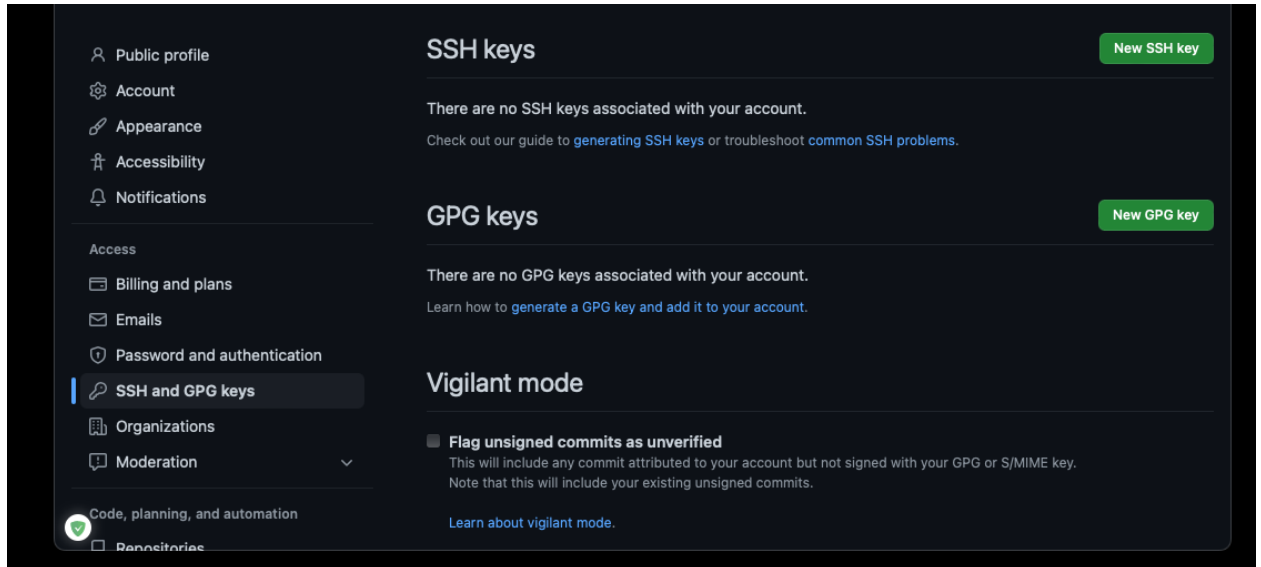 Public profile
Account
Appearance
Accessibility
Notifications
Access
Billing and plans
Emails
Password and authentication
SSH and GPG keys
Organizations
Moderation
Code, planning, and automation
Repositories
SSH keys
New SSH key
There are no SSH keys associated with your account.
Check out our guide to generating SSH keys or troubleshoot common SSH problems.
GPG keys
New GPG key
There are no GPG keys associated with your account.
Learn how to generate a GPG key and add it to your account.
Vigilant mode
Flag unsigned commits as unverified
This will include any commit attributed to your account but not signed with your GPG or S/MIME key.
Note that this will include your existing unsigned commits.
Learn about vigilant mode.